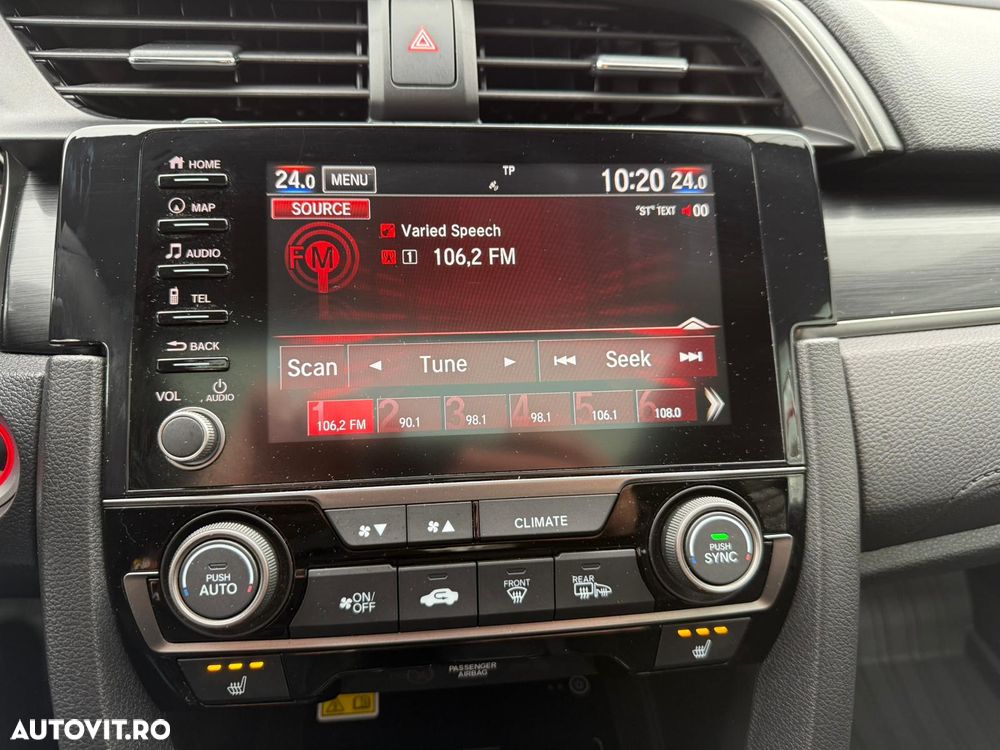 HOME
MAP
AUDIO
TEL
BACK
VOL
AUDIO
24.0 MENU TP 10:20 24.0
SOURCE "ST" TEXT 00
FM
Varied Speech
1 106,2 FM
Scan Tune Seek
1 2 3 4 5 6
106,2 FM 90.1 98.1 98.1 106.1 108.0
CLIMATE
PUSH AUTO
PUSH SYNC
ON/OFF
FRONT
REAR
PASSENGER AIRBAG
AUTOVIT.RO